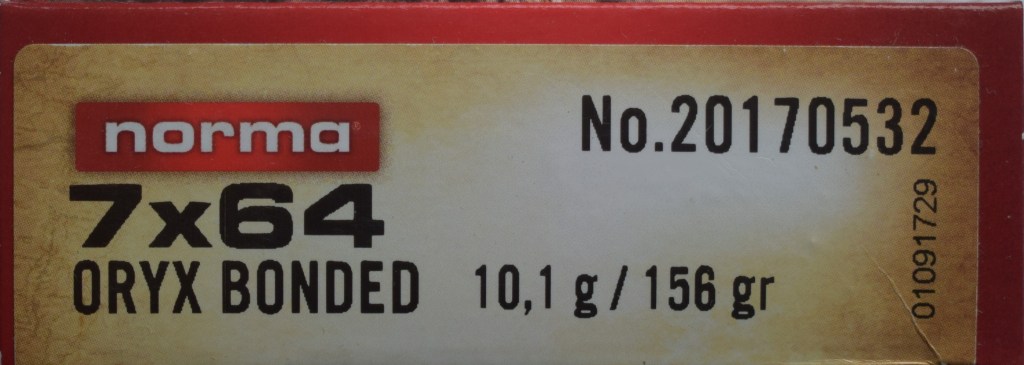 norma
No.20170532
7x64
ORYX BONDED 10,1 g / 156 gr
01091729